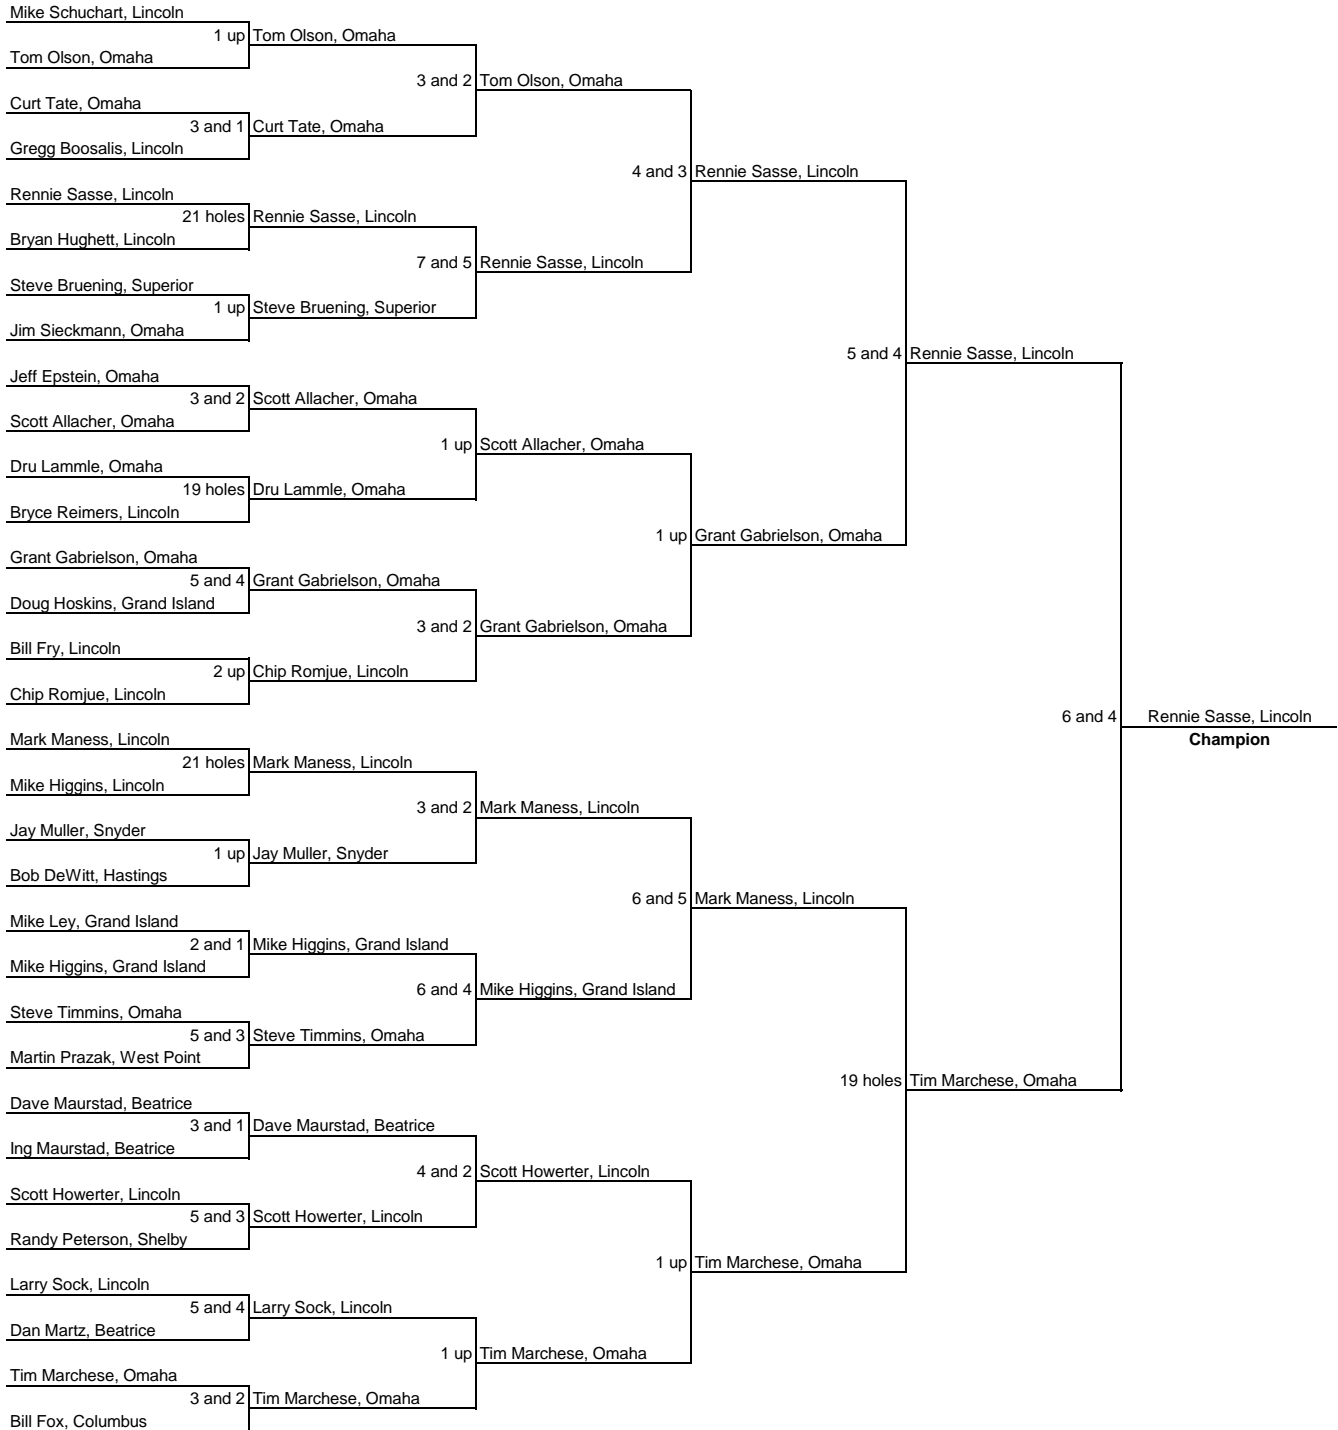 Mike Schuchart, Lincoln
1 up Tom Olson, Omaha
Tom Olson, Omaha
3 and 2 Tom Olson, Omaha
Curt Tate, Omaha
3 and 1 Curt Tate, Omaha
Gregg Boosalis, Lincoln
4 and 3 Rennie Sasse, Lincoln
Rennie Sasse, Lincoln
21 holes Rennie Sasse, Lincoln
Bryan Hughett, Lincoln
7 and 5 Rennie Sasse, Lincoln
Steve Bruening, Superior
1 up Steve Bruening, Superior
Jim Sieckmann, Omaha
5 and 4 Rennie Sasse, Lincoln
Jeff Epstein, Omaha
3 and 2 Scott Allacher, Omaha
Scott Allacher, Omaha
1 up Scott Allacher, Omaha
Dru Lammle, Omaha
19 holes Dru Lammle, Omaha
Bryce Reimers, Lincoln
1 up Grant Gabrielson, Omaha
Grant Gabrielson, Omaha
5 and 4 Grant Gabrielson, Omaha
Doug Hoskins, Grand Island
3 and 2 Grant Gabrielson, Omaha
Bill Fry, Lincoln
2 up Chip Romjue, Lincoln
Chip Romjue, Lincoln
6 and 4 Rennie Sasse, Lincoln
Champion
Mark Maness, Lincoln
21 holes Mark Maness, Lincoln
Mike Higgins, Lincoln
3 and 2 Mark Maness, Lincoln
Jay Muller, Snyder
1 up Jay Muller, Snyder
Bob DeWitt, Hastings
6 and 5 Mark Maness, Lincoln
Mike Ley, Grand Island
2 and 1 Mike Higgins, Grand Island
Mike Higgins, Grand Island
6 and 4 Mike Higgins, Grand Island
Steve Timmins, Omaha
5 and 3 Steve Timmins, Omaha
Martin Prazak, West Point
19 holes Tim Marchese, Omaha
Dave Maurstad, Beatrice
3 and 1 Dave Maurstad, Beatrice
Ing Maurstad, Beatrice
4 and 2 Scott Howerter, Lincoln
Scott Howerter, Lincoln
5 and 3 Scott Howerter, Lincoln
Randy Peterson, Shelby
1 up Tim Marchese, Omaha
Larry Sock, Lincoln
5 and 4 Larry Sock, Lincoln
Dan Martz, Beatrice
1 up Tim Marchese, Omaha
Tim Marchese, Omaha
3 and 2 Tim Marchese, Omaha
Bill Fox, Columbus